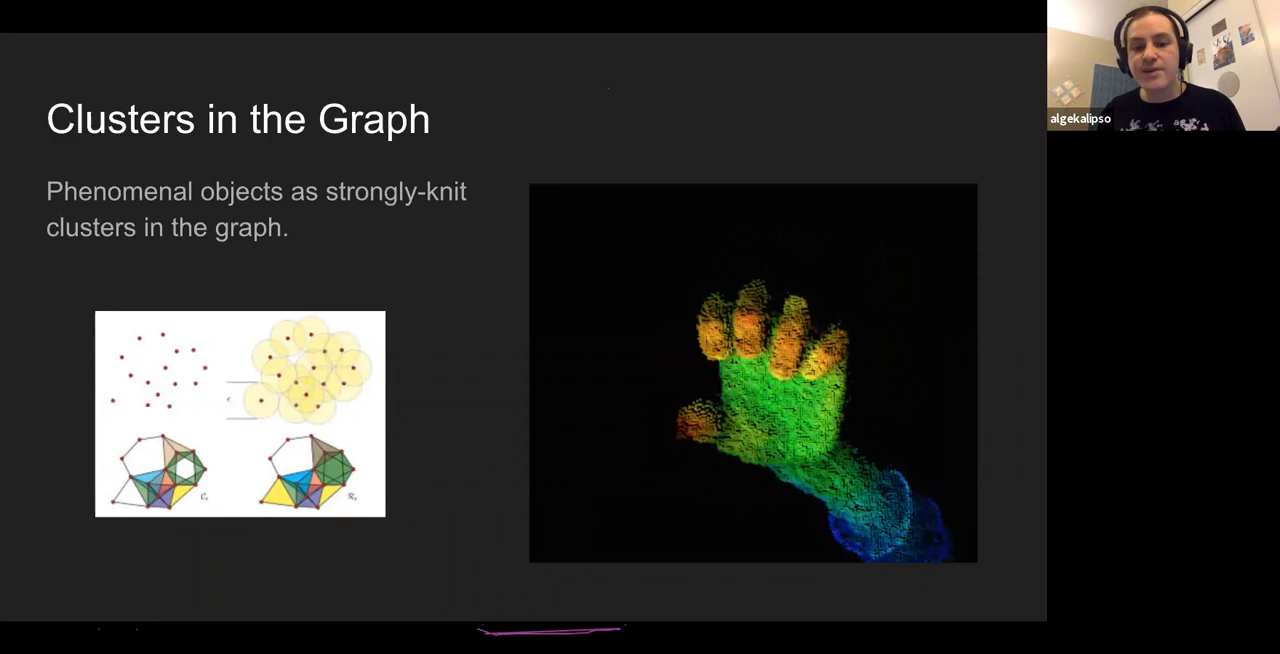 Clusters in the Graph
Phenomenal objects as strongly-knit
clusters in the graph.
algekalipso